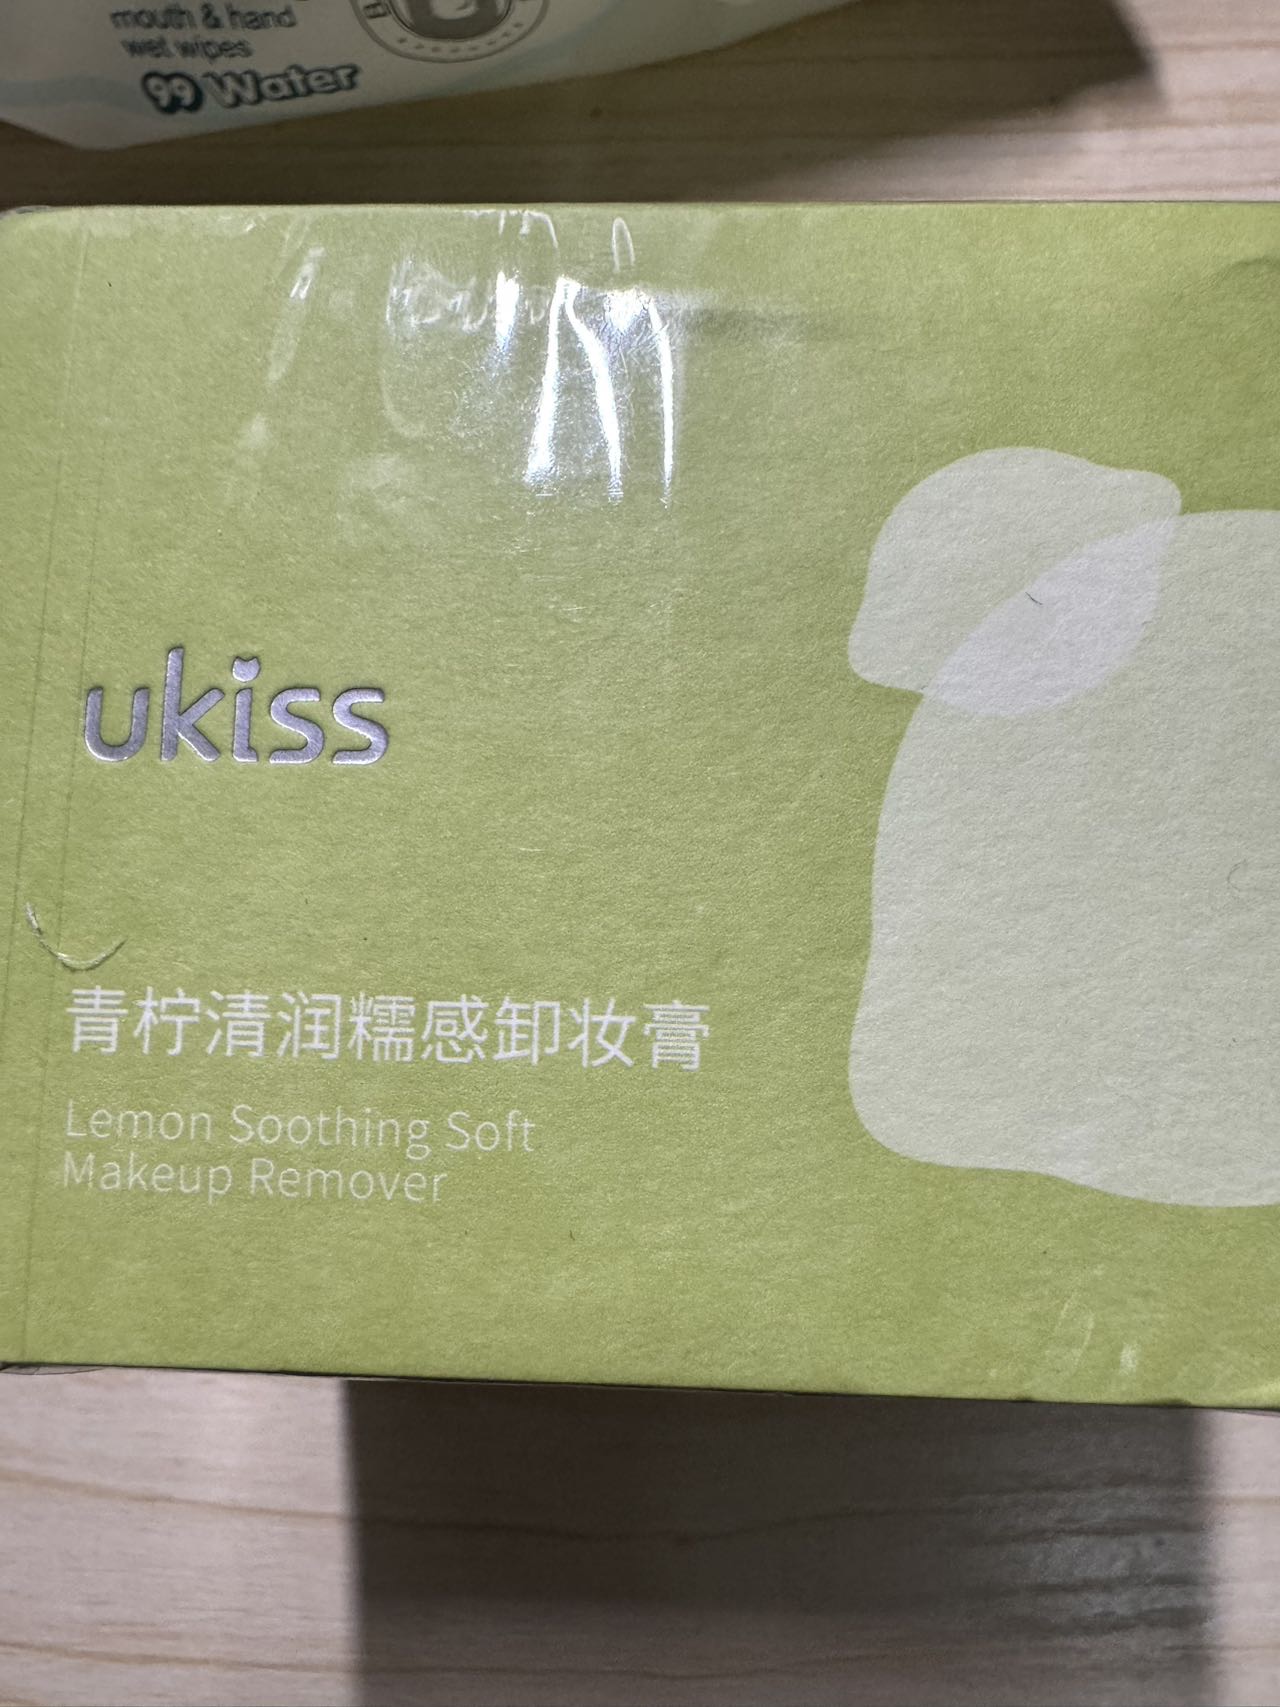 mouth & hand
wet wipes
99 Water
ukiss
青柠清润糯感卸妆膏
Lemon Soothing Soft
Makeup Remover